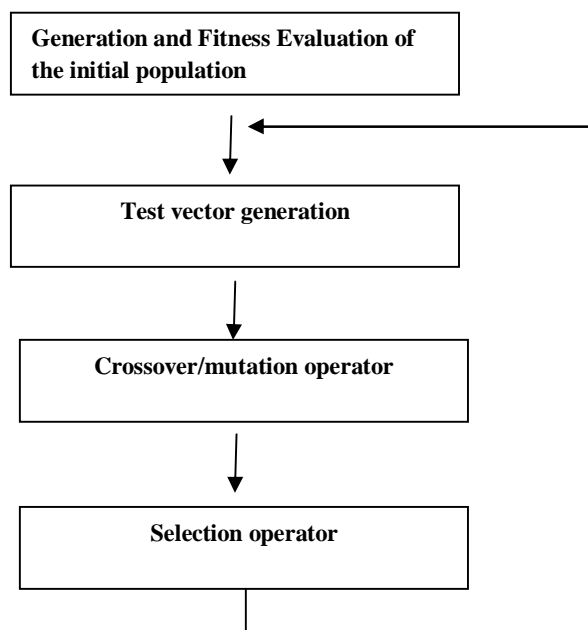 Generation and Fitness Evaluation of
the initial population
Test vector generation
Crossover/mutation operator
Selection operator